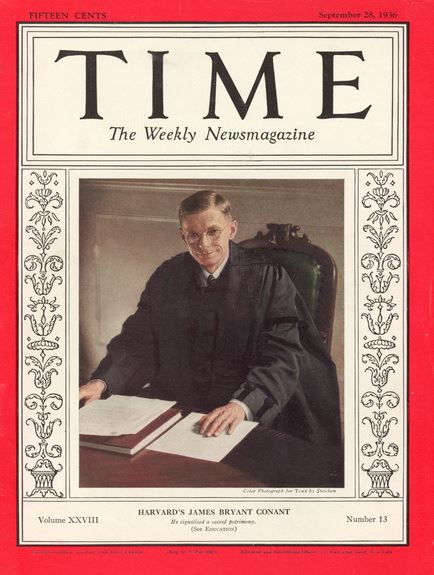 FIFTEEN CENTS September 28, 1936
TIME
The Weekly Newsmagazine
Color Photograph for TIME by Steichen
Volume XXVIII HARVARD'S JAMES BRYANT CONANT Number 13
He signalised a sacred patrimony.
(See EDUCATION)